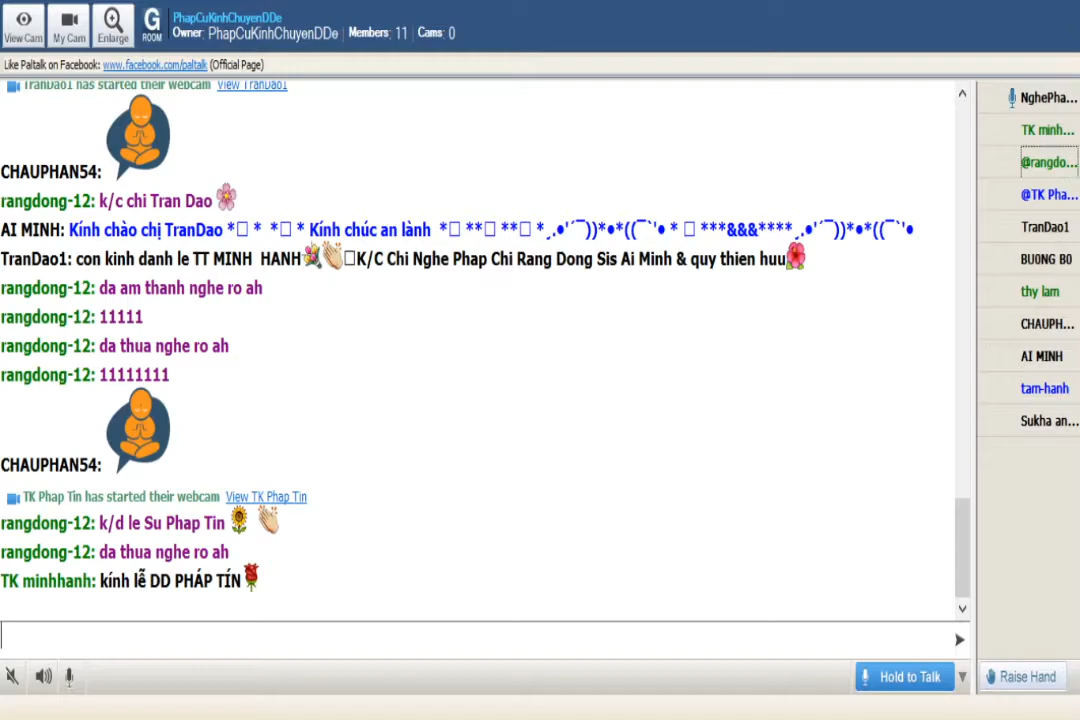 View Cam
My Cam
Enlarge
G
ROOM
PhapCuKinhChuyenDDe
Owner: PhapCuKinhChuyenDDe | Members: 11 | Cams: 0
Like Paltalk on Facebook: www.facebook.com/paltalk (Official Page)
TranDao1 has started their webcam View TranDao1
CHAUPHAN54:
rangdong-12: k/c chi Tran Dao
AI MINH: Kính chào chị TranDao *□ * *□ * Kính chúc an lành *□ **□ **□ *¸.•'´¯))*•*((¯`'• * □ ***&&&****¸.•'´¯))*•*((¯`'•
TranDao1: con kinh danh le TT MINH HANH□K/C Chi Nghe Phap Chi Rang Dong Sis Ai Minh & quy thien huu
rangdong-12: da am thanh nghe ro ah
rangdong-12: 11111
rangdong-12: da thua nghe ro ah
rangdong-12: 11111111
CHAUPHAN54:
TK Phap Tin has started their webcam View TK Phap Tin
rangdong-12: k/d le Su Phap Tin
rangdong-12: da thua nghe ro ah
TK minhhanh: kính lễ DD PHÁP TÍN
Hold to Talk
NghePha...
TK minh...
@rangdo...
@TK Pha...
TranDao1
BUONG BO
thy lam
CHAUPH...
AI MINH
tam-hanh
Sukha an...
Raise Hand